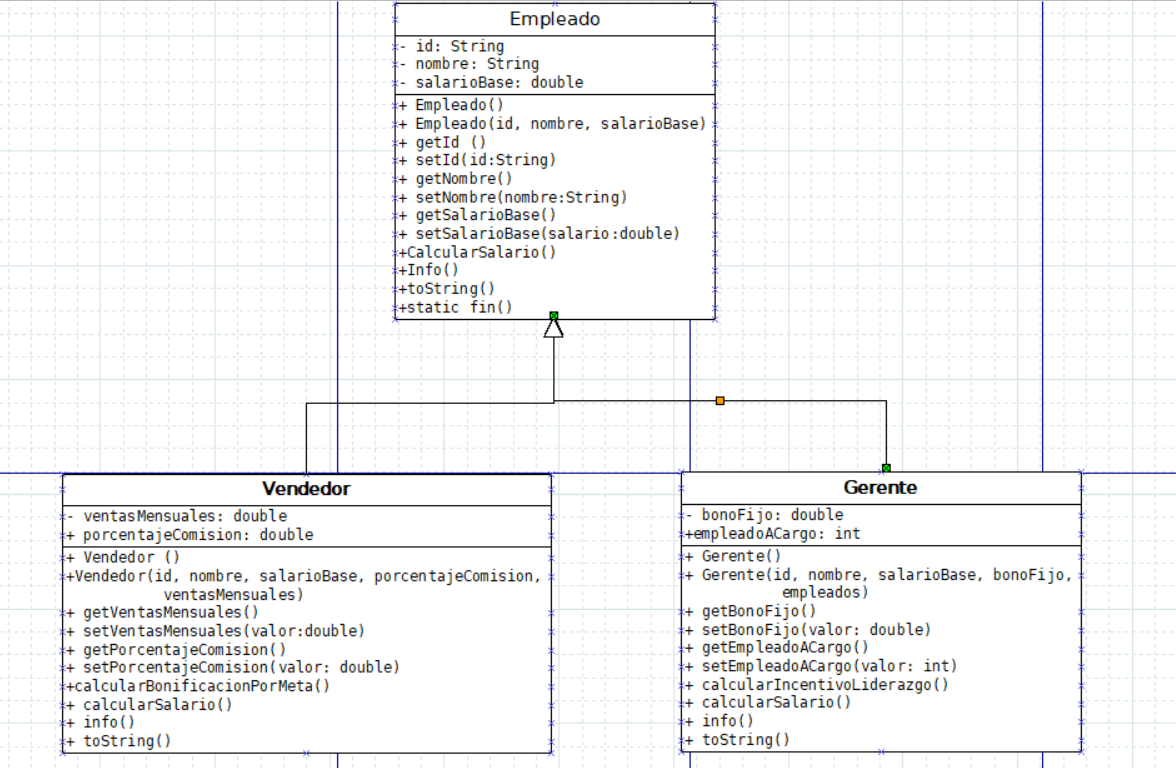 Empleado
- id: String
- nombre: String
- salarioBase: double
+ Empleado()
+ Empleado(id, nombre, salarioBase)
+ getId ()
+ setId(id:String)
+ getNombre()
+ setNombre(nombre:String)
+ getSalarioBase()
+ setSalarioBase(salario:double)
+CalcularSalario()
+Info()
+toString()
+static fin()
Vendedor
- ventasMensuales: double
+ porcentajeComision: double
+ Vendedor ()
+Vendedor(id, nombre, salarioBase, porcentajeComision,
ventasMensuales)
+ getVentasMensuales()
+ setVentasMensuales(valor:double)
+ getPorcentajeComision()
+ setPorcentajeComision(valor: double)
+calcularBonificacionPorMeta()
+ calcularSalario()
+ info()
+ toString()
Gerente
- bonoFijo: double
+empleadoACargo: int
+ Gerente()
+ Gerente(id, nombre, salarioBase, bonoFijo,
empleados)
+ getBonoFijo()
+ setBonoFijo(valor: double)
+ getEmpleadoACargo()
+ setEmpleadoACargo(valor: int)
+ calcularIncentivoLiderazgo()
+ calcularSalario()
+ info()
+ toString()